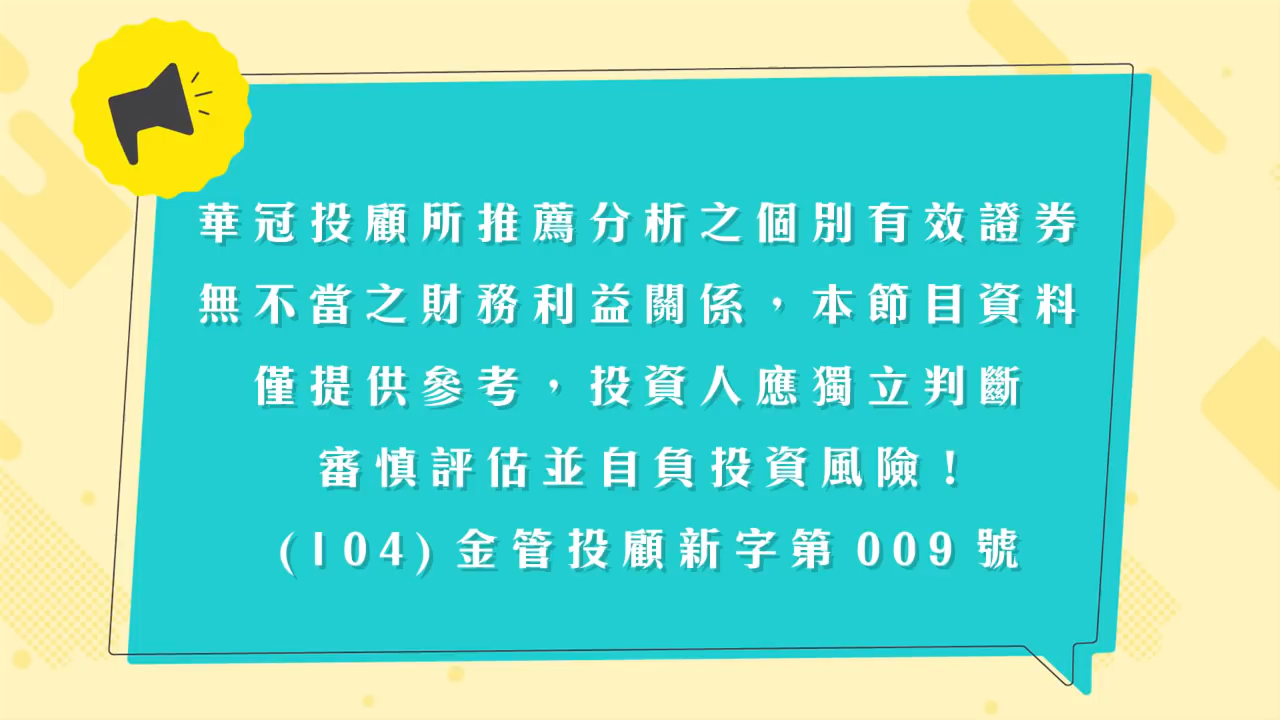 華冠投顧所推薦分析之個別有效證券
無不當之財務利益關係，本節目資料
僅提供參考，投資人應獨立判斷
審慎評估並自負投資風險！
(104) 金管投顧新字第 009 號